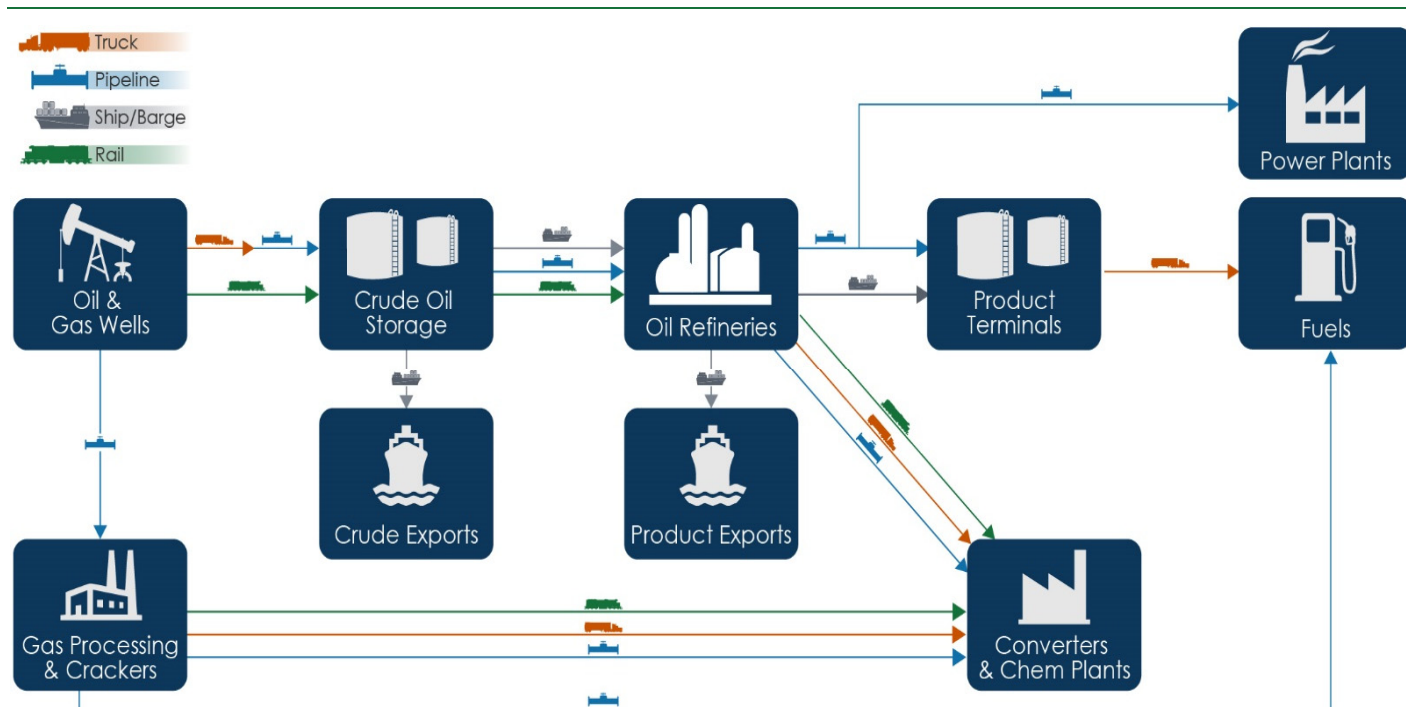 Truck
Pipeline
Ship/Barge
Rail
Power Plants
Oil &
Gas Wells
Crude Oil
Storage
Oil Refineries
Product
Terminals
Fuels
Crude Exports
Product Exports
Gas Processing
& Crackers
Converters
& Chem Plants